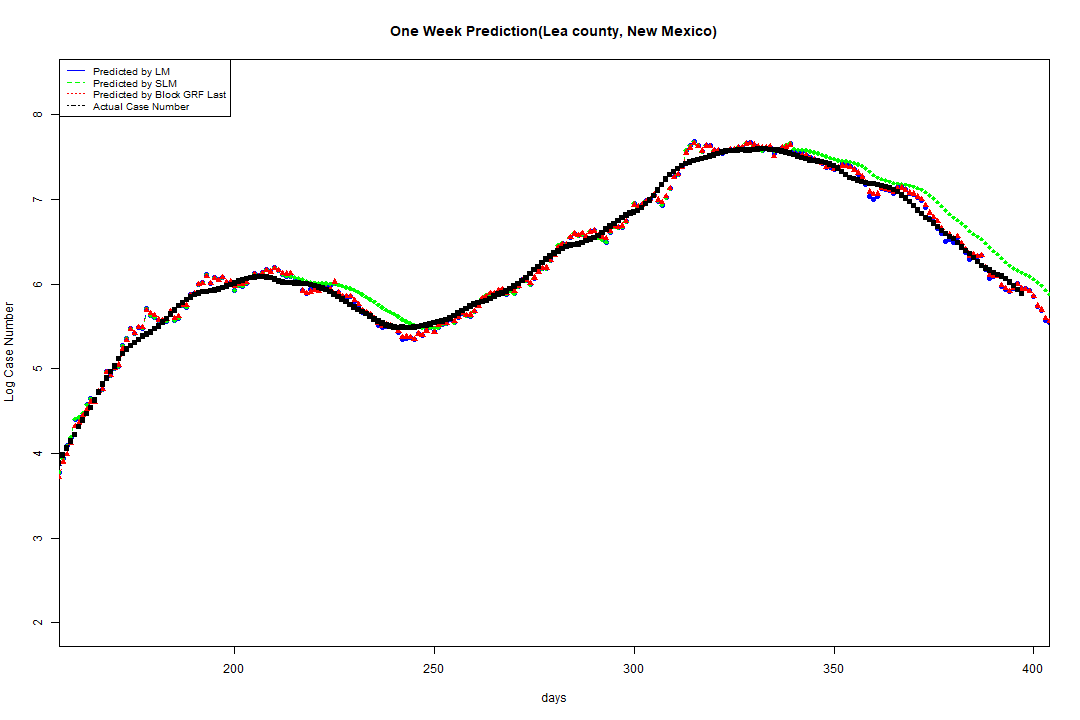 One Week Prediction(Lea county, New Mexico)
Predicted by LM
Predicted by SLM
Predicted by Block GRF Last
Actual Case Number
8
7
6
5
4
3
2
Log Case Number
200
250
300
350
400
days